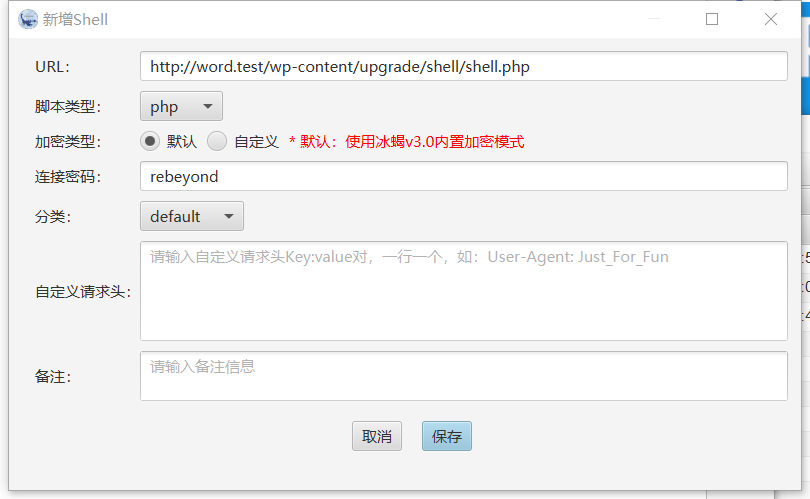 新增Shell
URL:
http://word.test/wp-content/upgrade/shell/shell.php
脚本类型:
php
加密类型:
默认
自定义
* 默认：使用冰蝎v3.0内置加密模式
连接密码:
rebeyond
分类:
default
自定义请求头:
请输入自定义请求头Key:value对，一行一个，如：User-Agent: Just_For_Fun
备注:
请输入备注信息
取消
保存